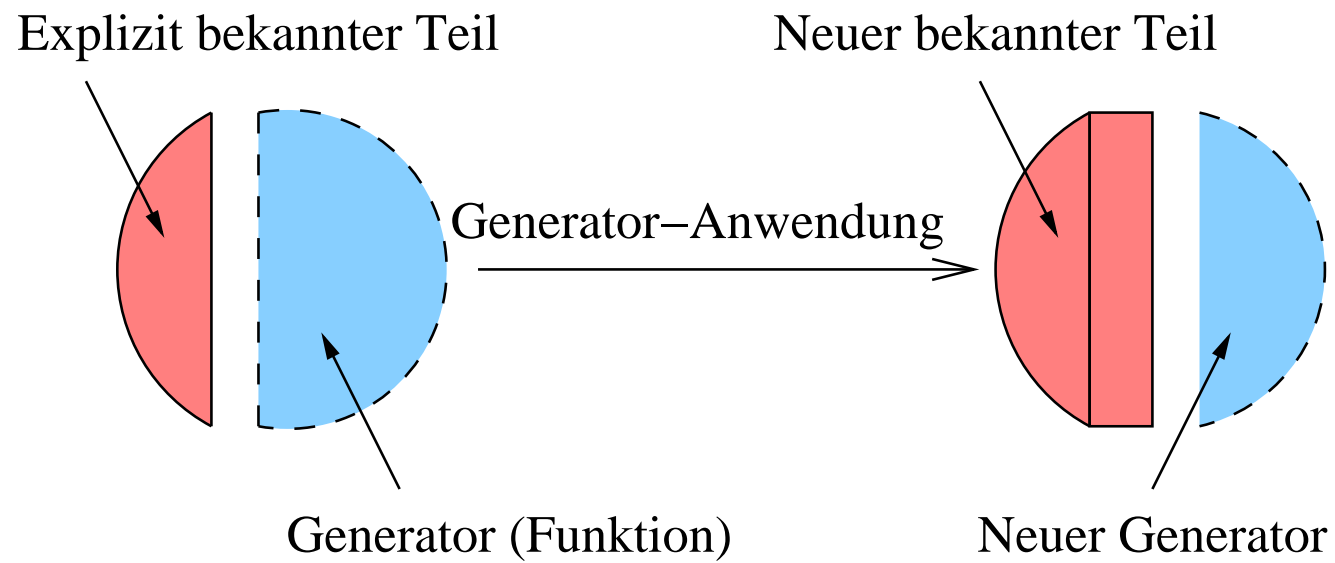 Explizit bekannter Teil
Neuer bekannter Teil
Generator–Anwendung
Generator (Funktion)
Neuer Generator